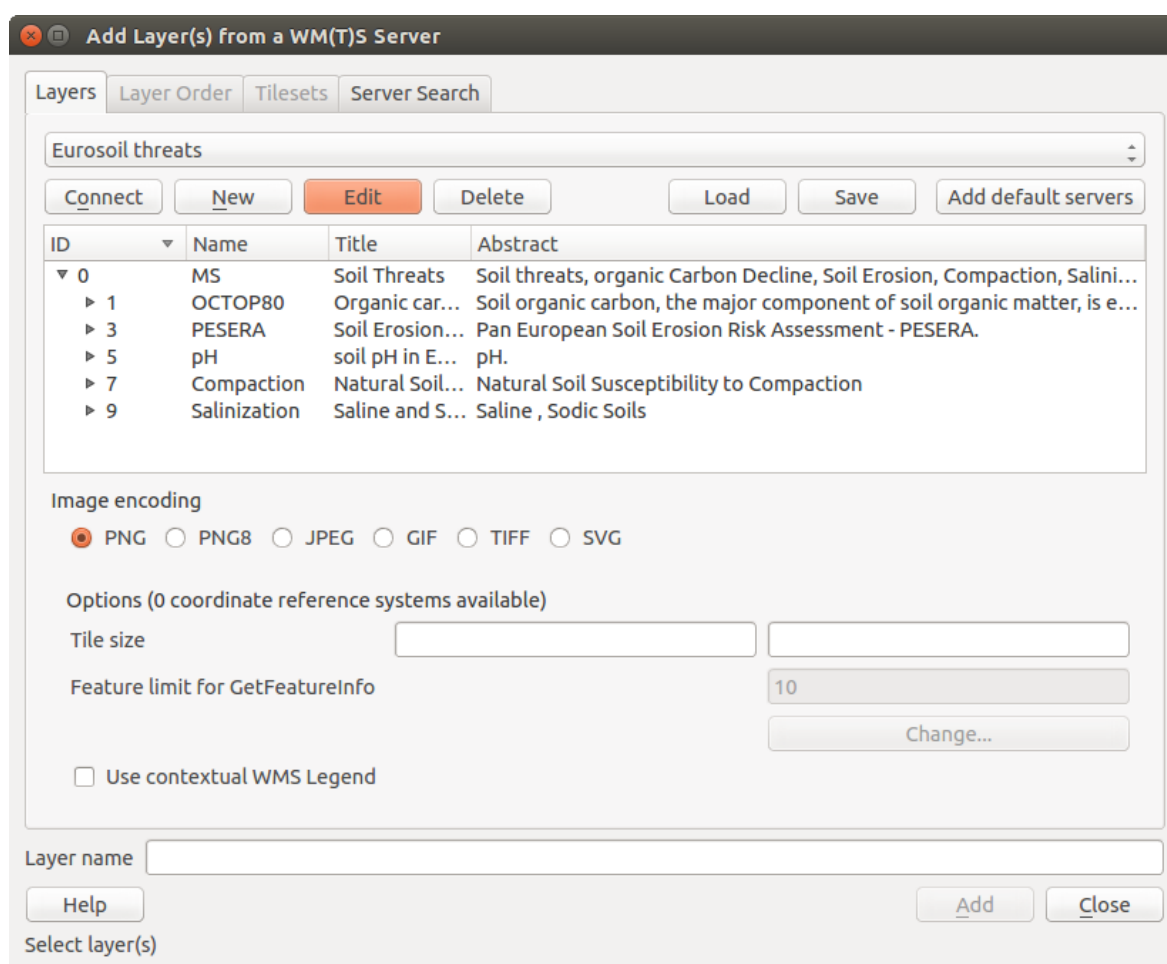 Add Layer(s) from a WM(T)S Server
Layers Layer Order Tilesets Server Search
Eurosoil threats
Connect New Edit Delete Load Save Add default servers
ID Name Title Abstract
0 MS Soil Threats Soil threats, organic Carbon Decline, Soil Erosion, Compaction, Salini...
1 OCTOP80 Organic car... Soil organic carbon, the major component of soil organic matter, is e...
3 PESERA Soil Erosion... Pan European Soil Erosion Risk Assessment - PESERA.
5 pH soil pH in E... pH.
7 Compaction Natural Soil... Natural Soil Susceptibility to Compaction
9 Salinization Saline and S... Saline , Sodic Soils
Image encoding
PNG PNG8 JPEG GIF TIFF SVG
Options (0 coordinate reference systems available)
Tile size
Feature limit for GetFeatureInfo 10
Change...
Use contextual WMS Legend
Layer name
Help Add Close
Select layer(s)